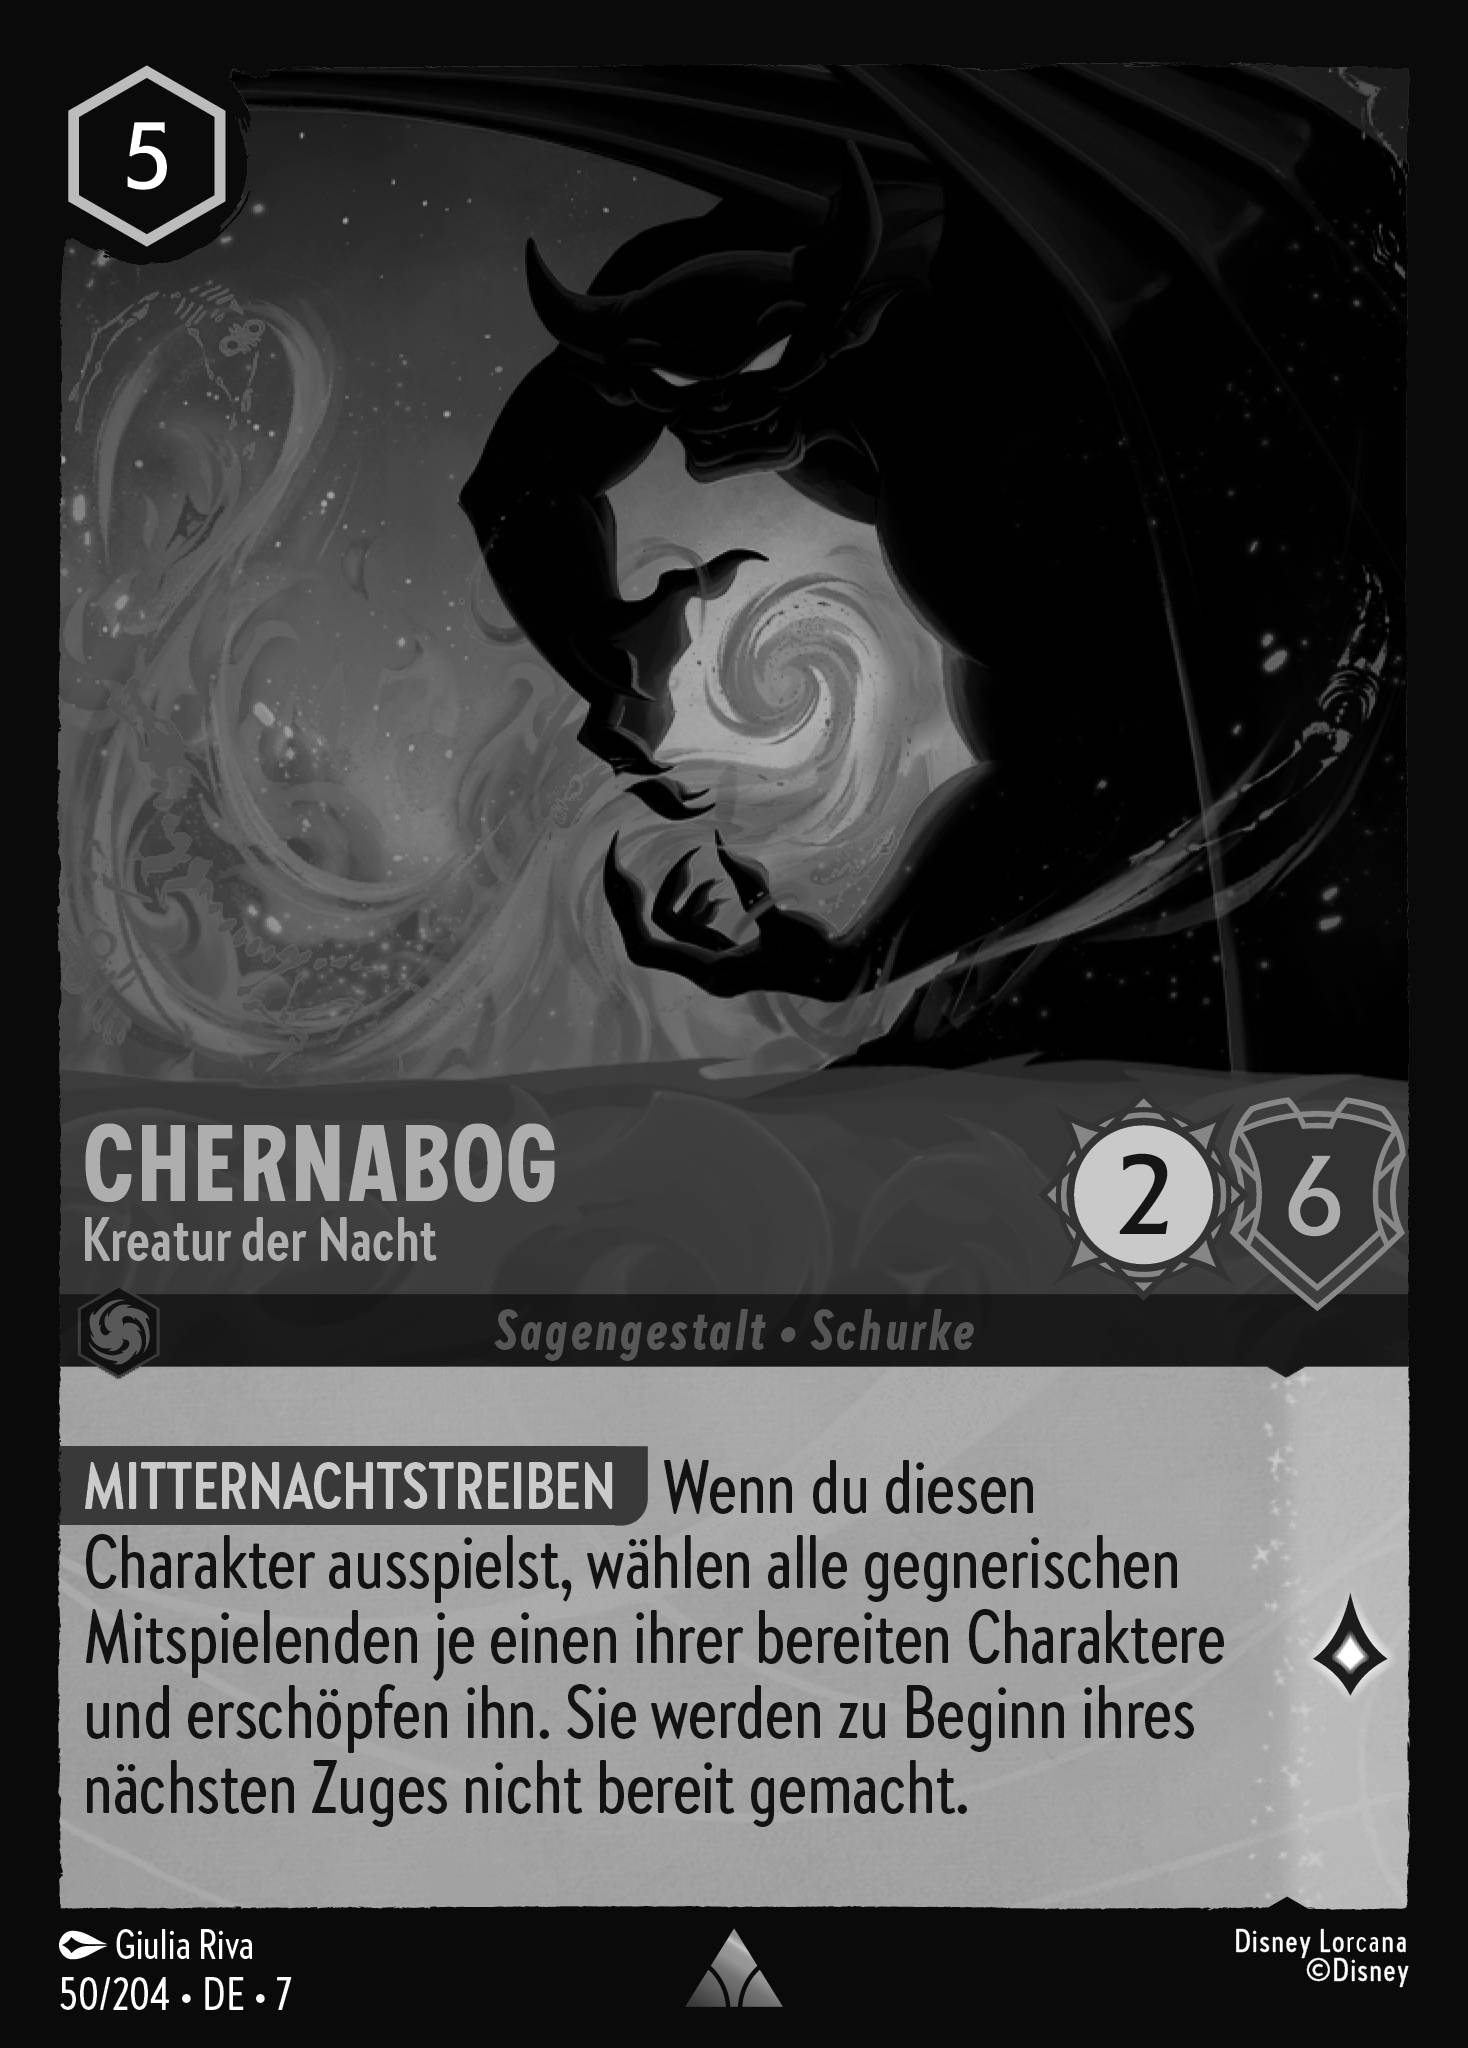 5
CHERNABOG
Kreatur der Nacht
2
6
Sagengestalt • Schurke
MITTERNACHTSTREIBEN Wenn du diesen
Charakter ausspielst, wählen alle gegnerischen
Mitspielenden je einen ihrer bereiten Charaktere
und erschöpfen ihn. Sie werden zu Beginn ihres
nächsten Zuges nicht bereit gemacht.
Giulia Riva
50/204 • DE • 7
Disney Lorcana
©Disney